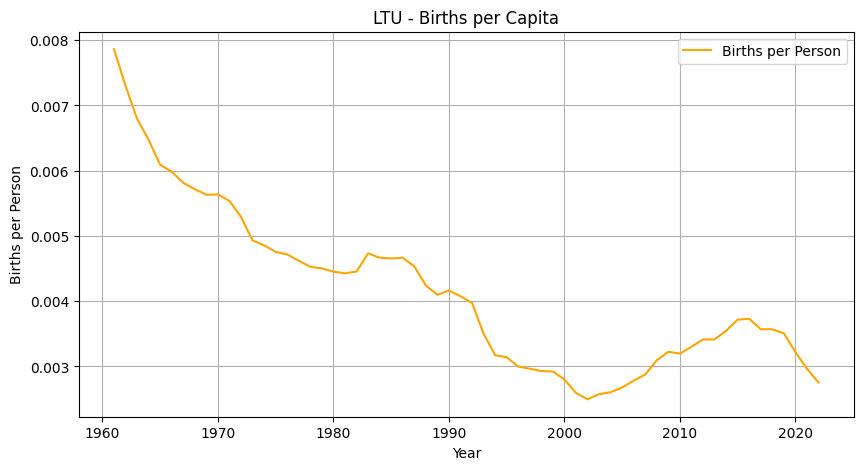 LTU - Births per Capita
Births per Person
0.008
0.007
0.006
0.005
0.004
0.003
Births per Person
1960 1970 1980 1990 2000 2010 2020
Year